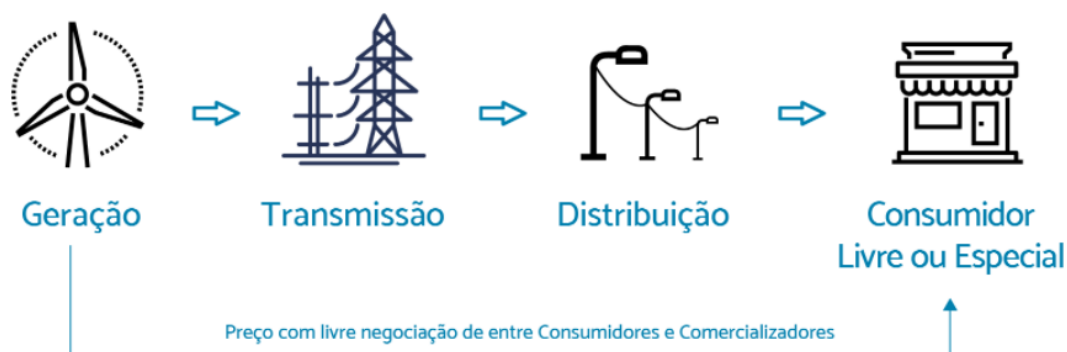 Geração
Transmissão
Distribuição
Consumidor
Livre ou Especial
Preço com livre negociação de entre Consumidores e Comercializadores